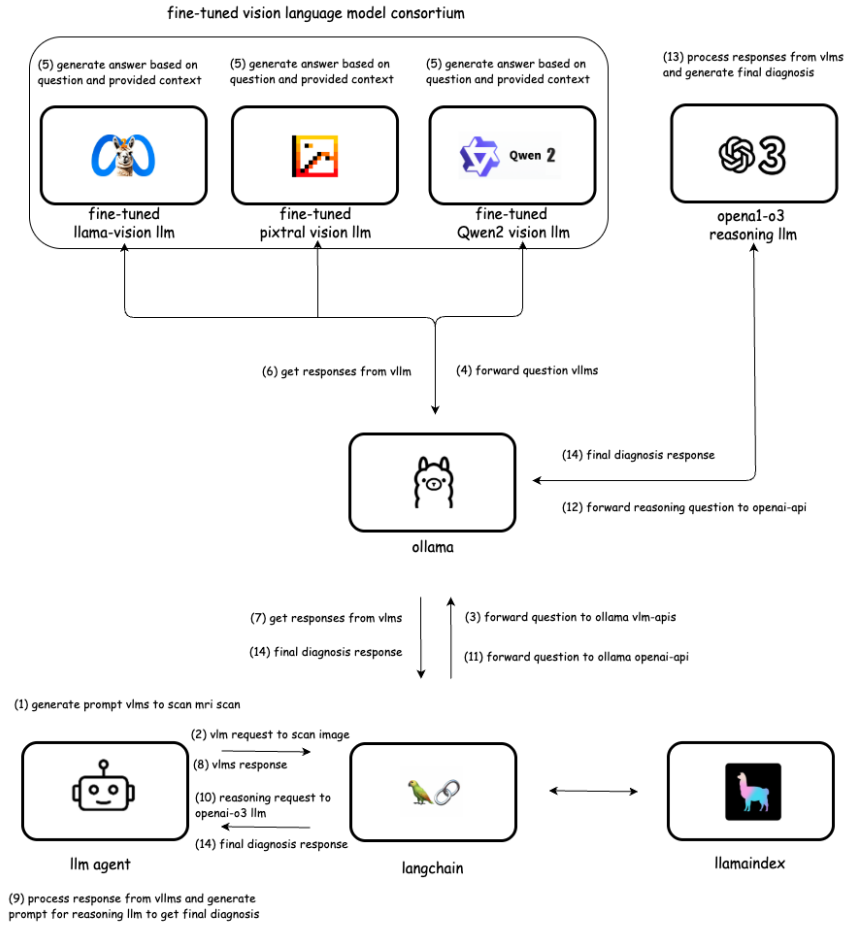 fine-tuned vision language model consortium
(5) generate answer based on
question and provided context
(5) generate answer based on
question and provided context
(5) generate answer based on
question and provided context
(13) process responses from vlms
and generate final diagnosis
Qwen 2
3
fine-tuned
llama-vision llm
fine-tuned
pixtral vision llm
fine-tuned
Qwen2 vision llm
opena1-o3
reasoning llm
(6) get responses from vllm
(4) forward question vllms
(14) final diagnosis response
(12) forward reasoning question to openai-api
ollama
(7) get responses from vlms
(3) forward question to ollama vlm-apis
(14) final diagnosis response
(11) forward question to ollama openai-api
(1) generate prompt vlms to scan mri scan
(2) vlm request to scan image
(8) vlms response
(10) reasoning request to
openai-o3 llm
(14) final diagnosis response
llm agent
langchain
llamaindex
(9) process response from vllms and generate
prompt for reasoning llm to get final diagnosis